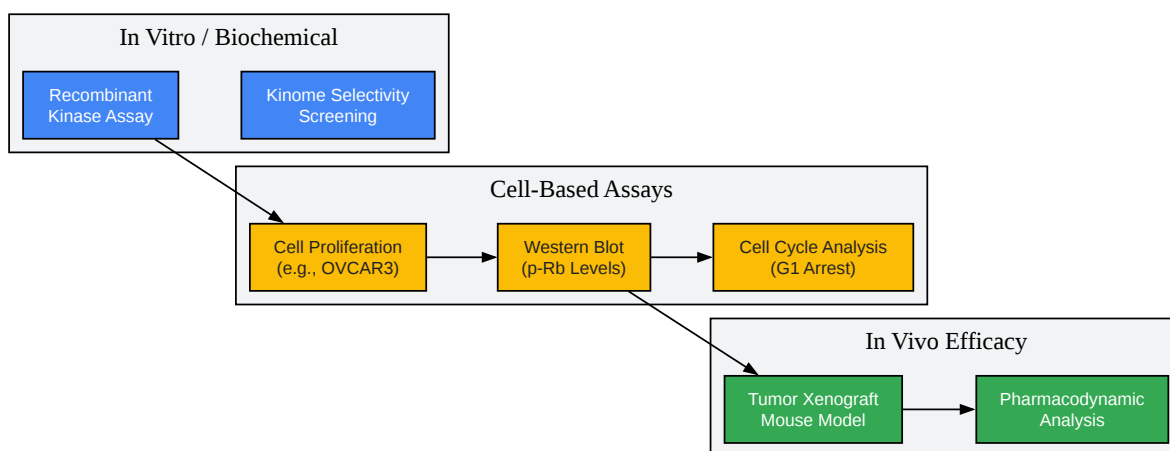 In Vitro / Biochemical
Recombinant
Kinase Assay
Kinome Selectivity
Screening
Cell-Based Assays
Cell Proliferation
(e.g., OVCAR3)
Western Blot
(p-Rb Levels)
Cell Cycle Analysis
(G1 Arrest)
In Vivo Efficacy
Tumor Xenograft
Mouse Model
Pharmacodynamic
Analysis